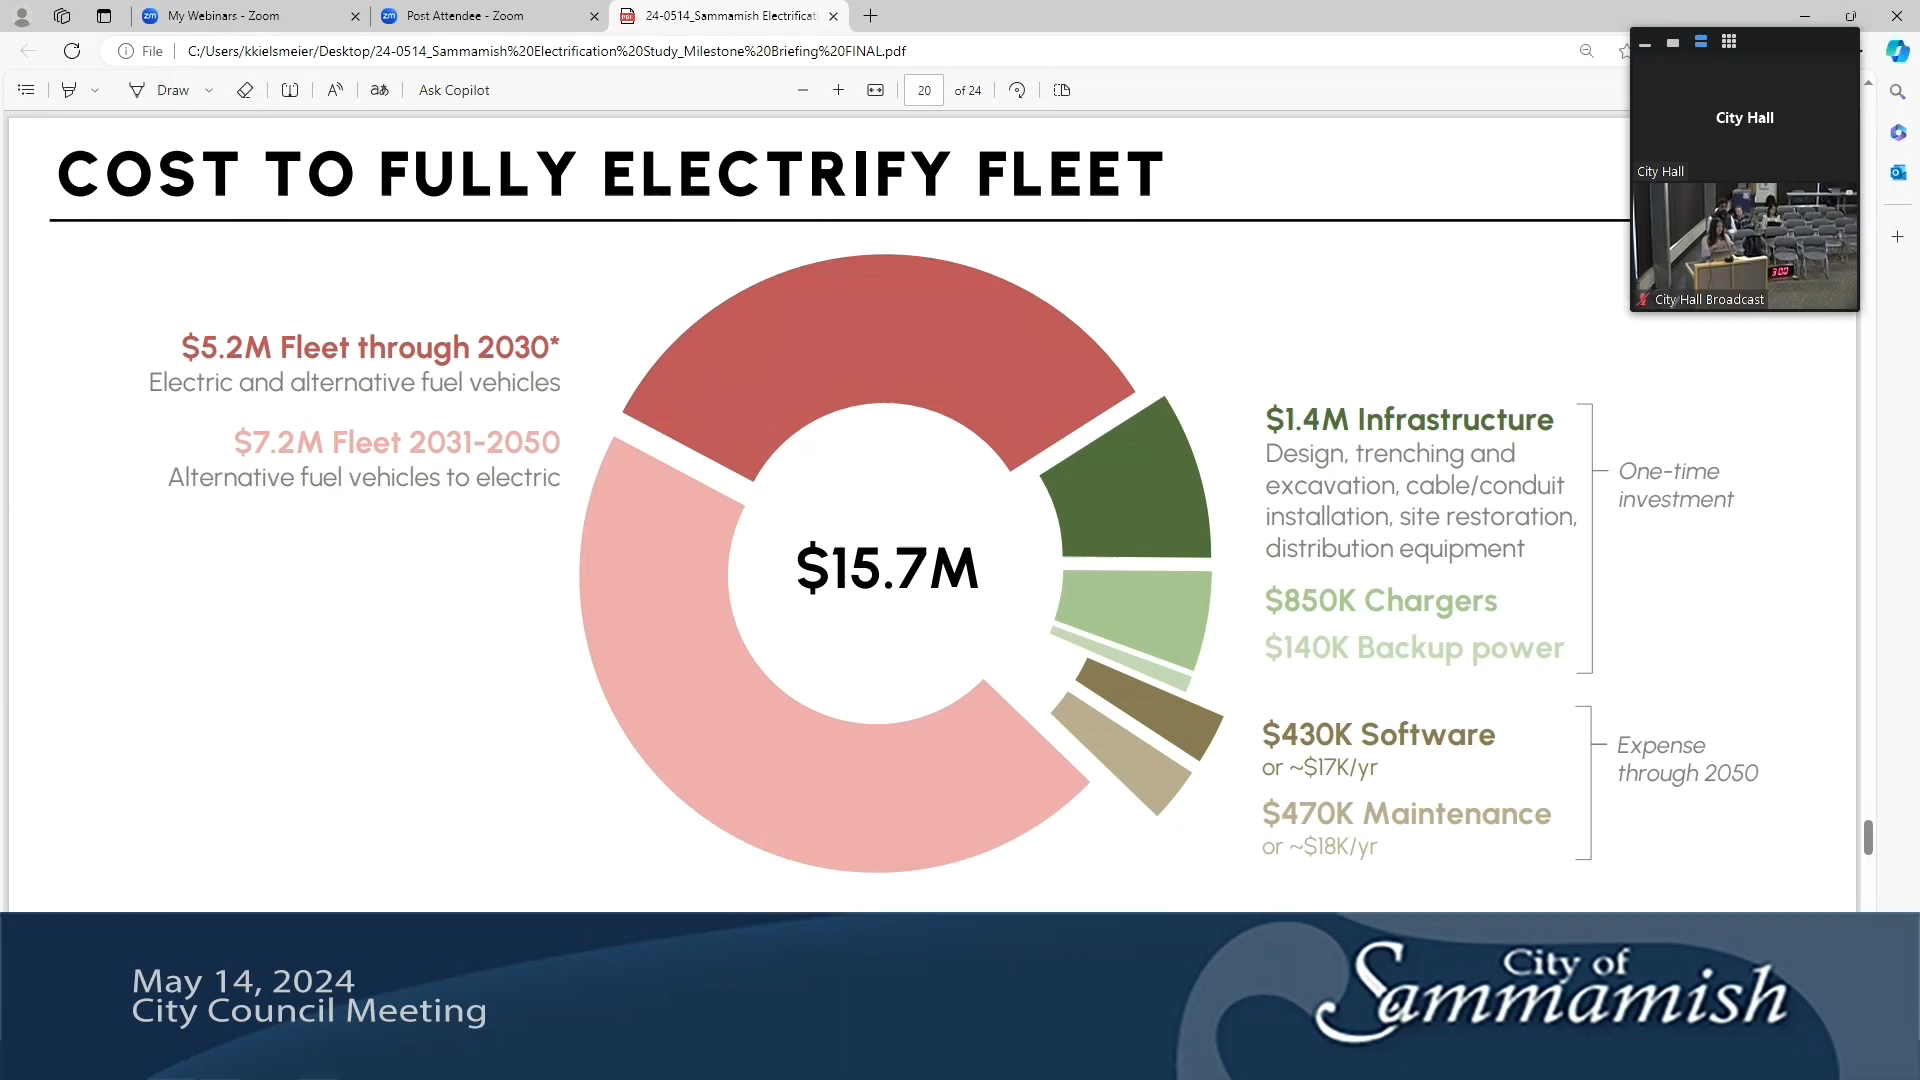 My Webinars - Zoom
Post Attendee - Zoom
24-0514_Sammamish Electrificat
File
C:/Users/kkielsmeier/Desktop/24-0514_Sammamish%20Electrification%20Study_Milestone%20Briefing%20FINAL.pdf
Draw
Ask Copilot
20
of 24
City Hall
City Hall
3:00
City Hall Broadcast
COST TO FULLY ELECTRIFY FLEET
$5.2M Fleet through 2030*
Electric and alternative fuel vehicles
$7.2M Fleet 2031-2050
Alternative fuel vehicles to electric
$15.7M
$1.4M Infrastructure
Design, trenching and
excavation, cable/conduit
installation, site restoration,
distribution equipment
$850K Chargers
$140K Backup power
One-time
investment
$430K Software
or ~$17K/yr
$470K Maintenance
or ~$18K/yr
Expense
through 2050
May 14, 2024
City Council Meeting
City of
Sammamish